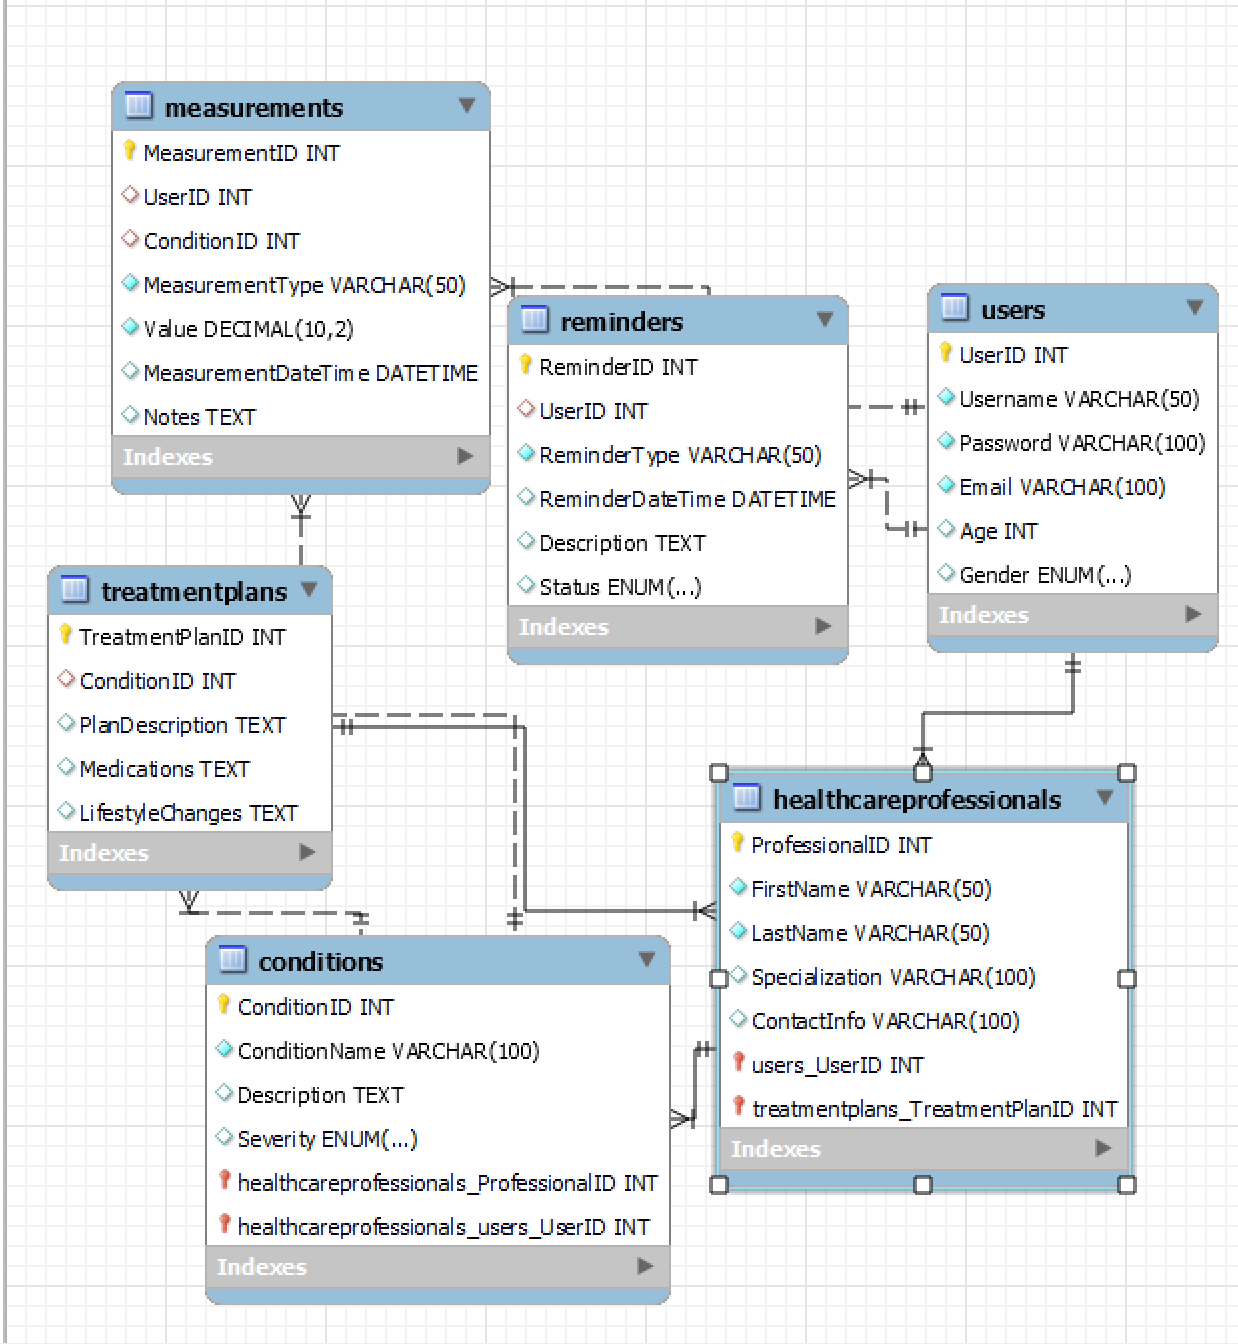 measurements
MeasurementID INT
UserID INT
ConditionID INT
MeasurementType VARCHAR(50)
Value DECIMAL(10,2)
MeasurementDateTime DATETIME
Notes TEXT
Indexes
reminders
ReminderID INT
UserID INT
ReminderType VARCHAR(50)
ReminderDateTime DATETIME
Description TEXT
Status ENUM(...)
Indexes
users
UserID INT
Username VARCHAR(50)
Password VARCHAR(100)
Email VARCHAR(100)
Age INT
Gender ENUM(...)
Indexes
treatmentplans
TreatmentPlanID INT
ConditionID INT
PlanDescription TEXT
Medications TEXT
LifestyleChanges TEXT
Indexes
healthcareprofessionals
ProfessionalID INT
FirstName VARCHAR(50)
LastName VARCHAR(50)
Specialization VARCHAR(100)
ContactInfo VARCHAR(100)
users_UserID INT
treatmentplans_TreatmentPlanID INT
Indexes
conditions
ConditionID INT
ConditionName VARCHAR(100)
Description TEXT
Severity ENUM(...)
healthcareprofessionals_ProfessionalID INT
healthcareprofessionals_users_UserID INT
Indexes